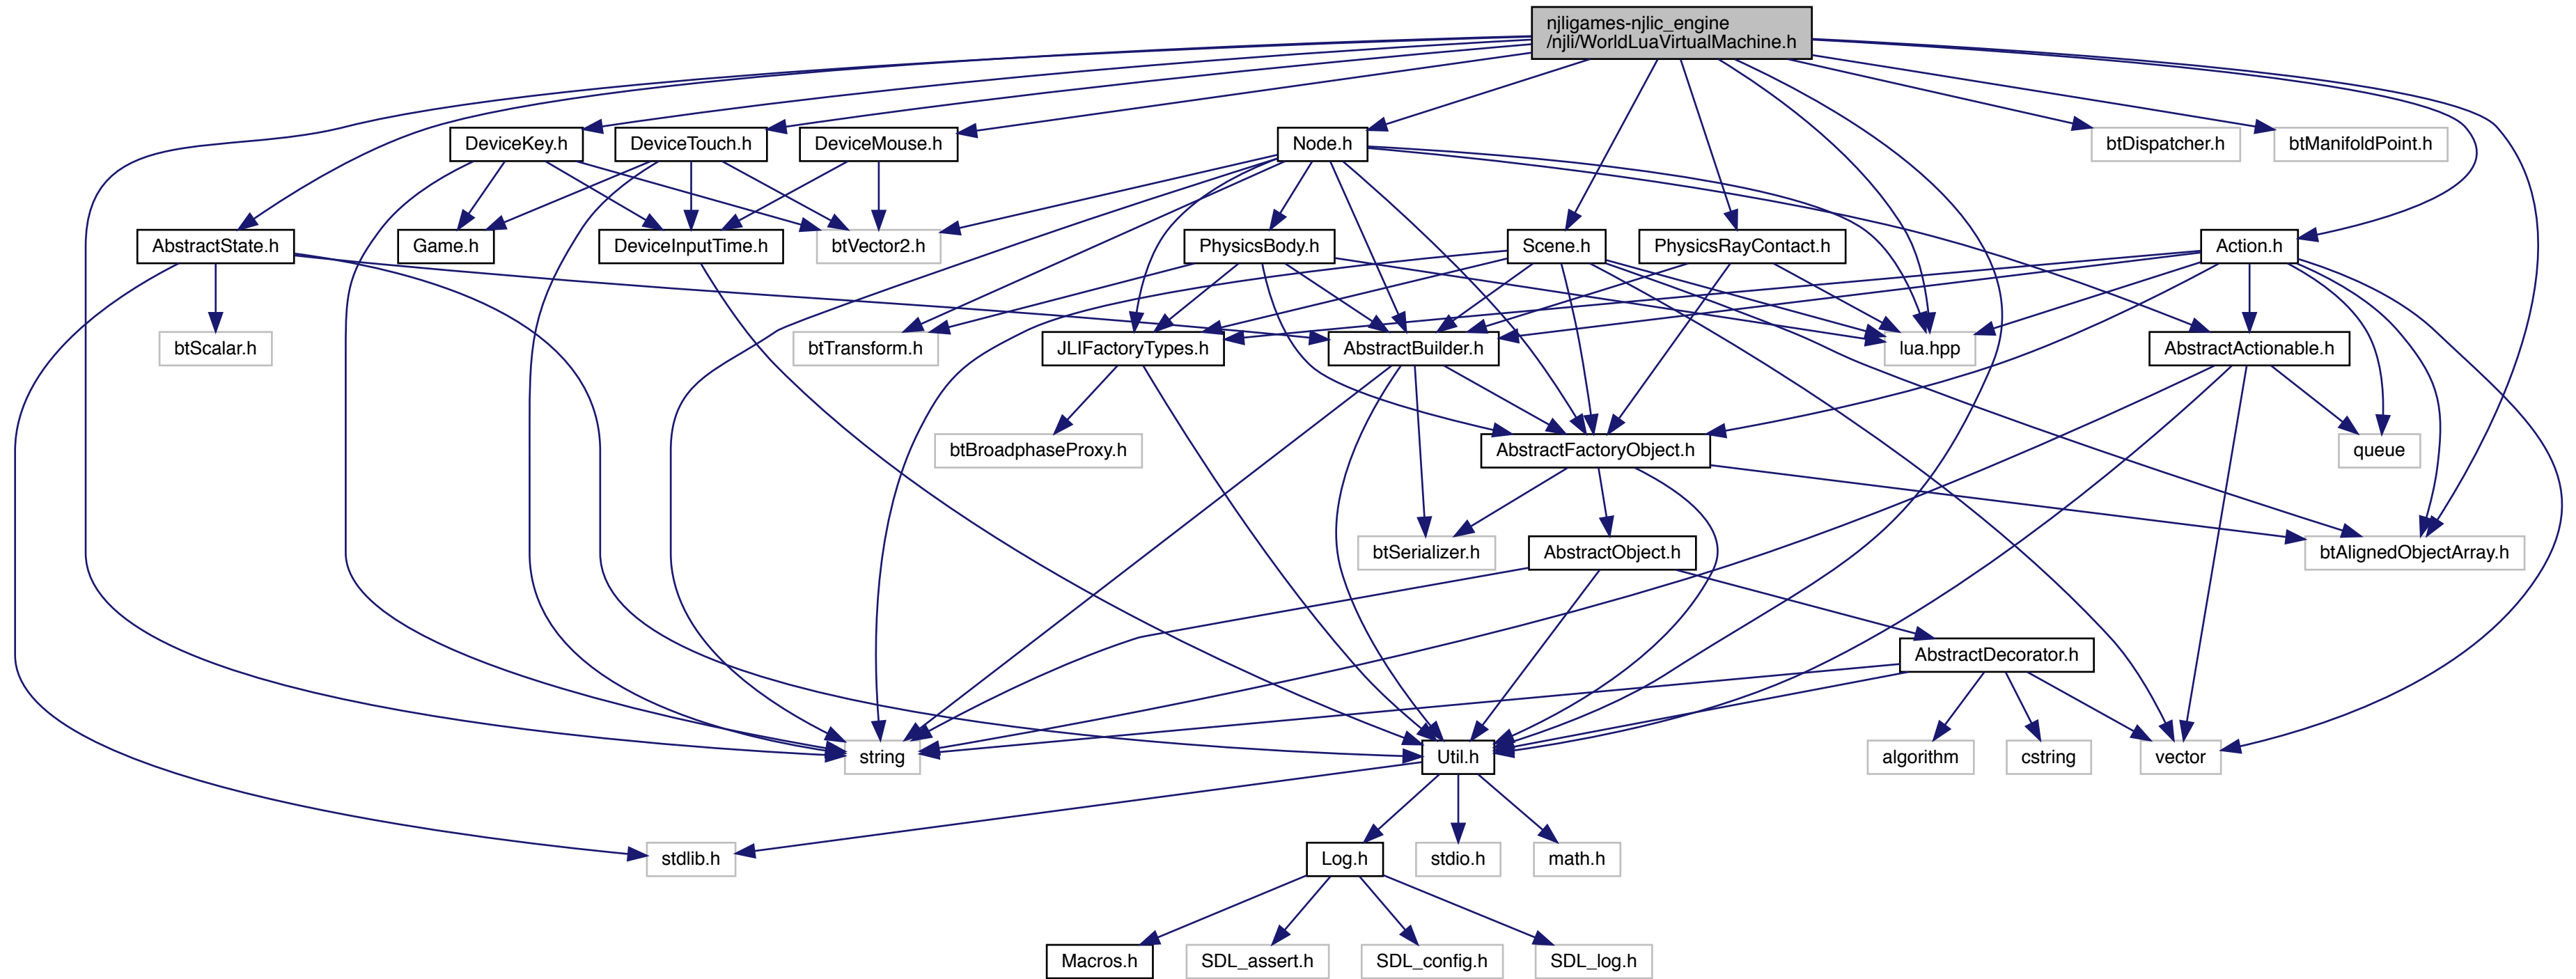 njligames-njlic_engine
/njli/WorldLuaVirtualMachine.h
DeviceKey.h
DeviceTouch.h
DeviceMouse.h
Node.h
btDispatcher.h
btManifoldPoint.h
AbstractState.h
Game.h
DeviceInputTime.h
btVector2.h
PhysicsBody.h
Scene.h
PhysicsRayContact.h
Action.h
btScalar.h
btTransform.h
JLIFactoryTypes.h
AbstractBuilder.h
lua.hpp
AbstractActionable.h
btBroadphaseProxy.h
AbstractFactoryObject.h
queue
btSerializer.h
AbstractObject.h
btAlignedObjectArray.h
AbstractDecorator.h
string
Util.h
algorithm
cstring
vector
stdlib.h
Log.h
stdio.h
math.h
Macros.h
SDL_assert.h
SDL_config.h
SDL_log.h